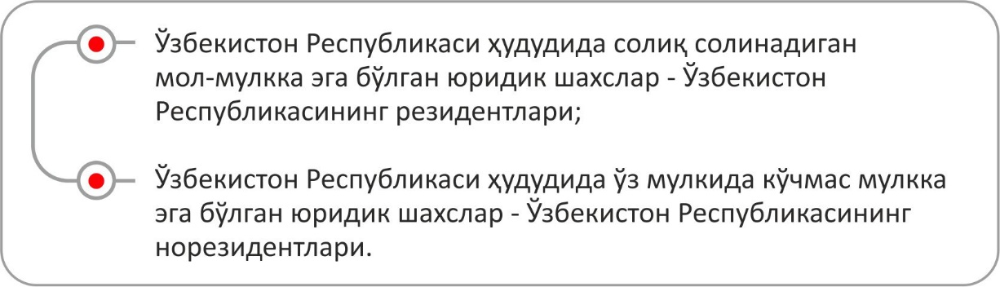 Ўзбекистон Республикаси ҳудудида солиқ солинадиган
мол-мулкка эга бўлган юридик шахслар - Ўзбекистон
Республикасининг резидентлари;
Ўзбекистон Республикаси ҳудудида ўз мулкида кўчмас мулкка
эга бўлган юридик шахслар - Ўзбекистон Республикасининг
норезидентлари.